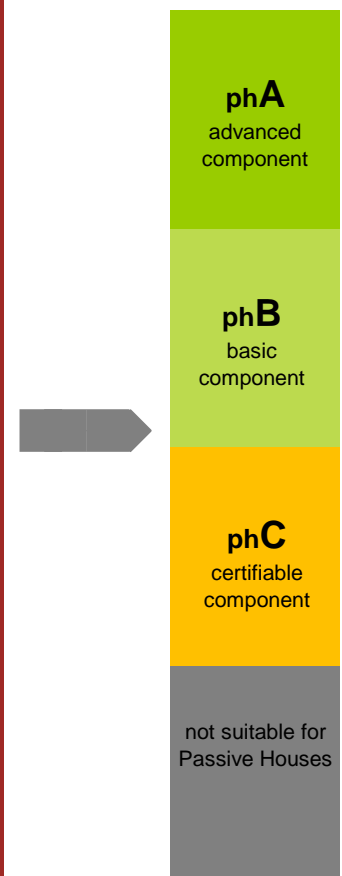 phA
advanced
component
phB
basic
component
phC
certifiable
component
not suitable for
Passive Houses